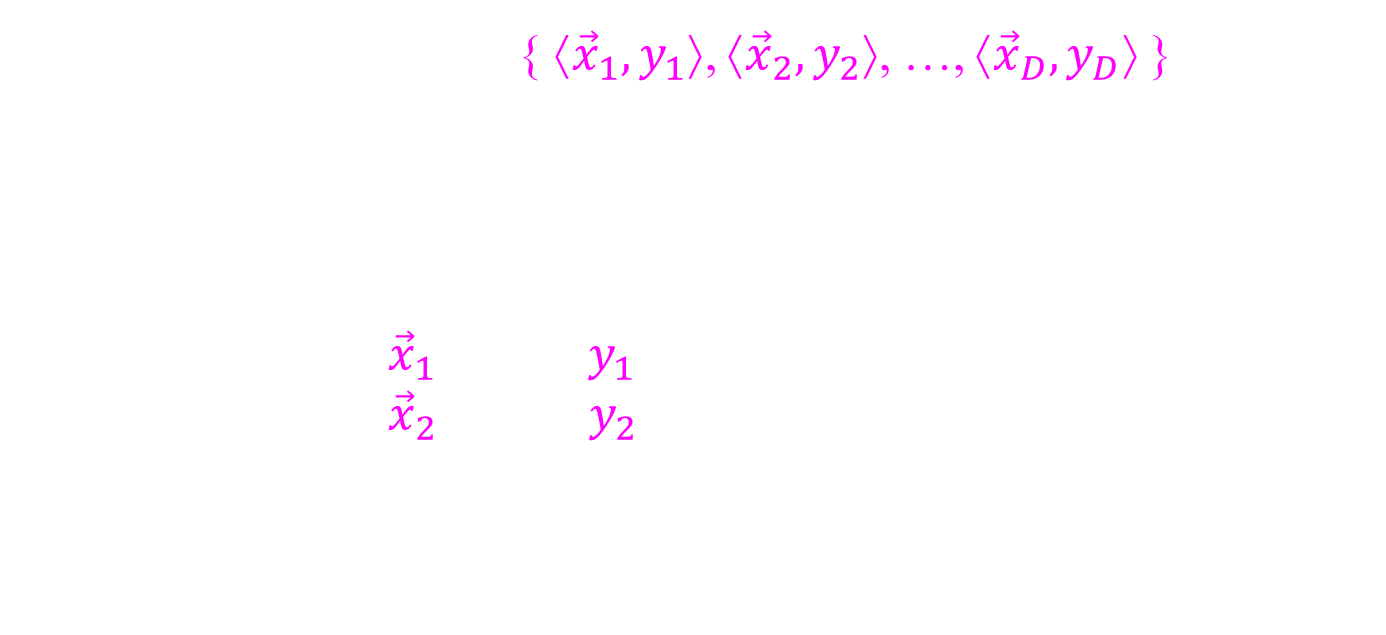 { ⟨x⃗₁, y₁⟩, ⟨x⃗₂, y₂⟩, …, ⟨x⃗_D, y_D⟩ }
x⃗₁ y₁
x⃗₂ y₂